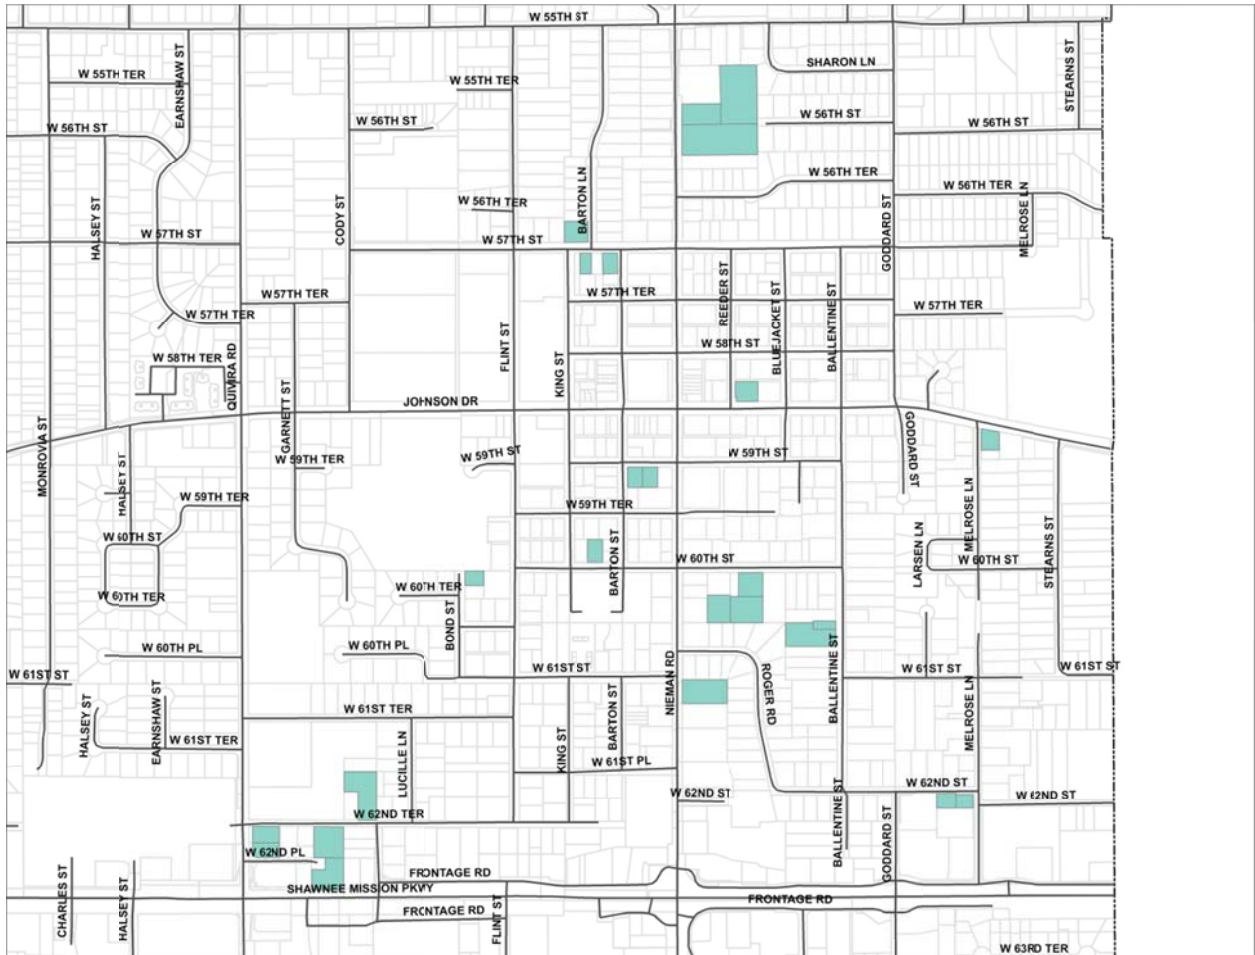 W 55TH ST
SHARON LN
W 55TH TER
W 55TH TER
EARNSHAW ST
STEARNS ST
W 56TH ST
W 56TH ST
W 56TH ST
W 56TH ST
W 56TH TER
W 56TH TER
W 56TH TER
HALSEY ST
CODY ST
BARTON LN
GODDARD ST
MELROSE LN
W 57TH ST
W 57TH ST
W 57TH TER
W 57TH TER
W 57TH TER
W 57TH TER
REEDER ST
BLUEJACKET ST
BALLENTINE ST
FLINT ST
KING ST
W 58TH ST
W 58TH TER
QUIVIRA RD
GARNETT ST
JOHNSON DR
MONROVIA ST
HALSEY ST
W 59TH TER
W 59TH ST
W 59TH ST
GODDARD ST
W 59TH TER
W 59TH TER
MELROSE LN
W 60TH ST
W 60TH ST
W 60TH ST
LARSEN LN
STEARNS ST
BARTON ST
W 60TH TER
W 60TH TER
BOND ST
W 60TH PL
W 60TH PL
W 61ST ST
W 61ST ST
W 61ST ST
W 61ST ST
NIEMAN RD
ROGER RD
BALLENTINE ST
MELROSE LN
HALSEY ST
EARNSHAW ST
W 61ST TER
W 61ST TER
LUCILLE LN
KING ST
BARTON ST
W 61ST PL
W 62ND ST
W 62ND ST
W 62ND ST
W 62ND TER
BALLENTINE ST
GODDARD ST
W 62ND PL
FRONTAGE RD
SHAWNEE MISSION PKWY
FRONTAGE RD
FRONTAGE RD
CHARLES ST
HALSEY ST
FLINT ST
W 63RD TER